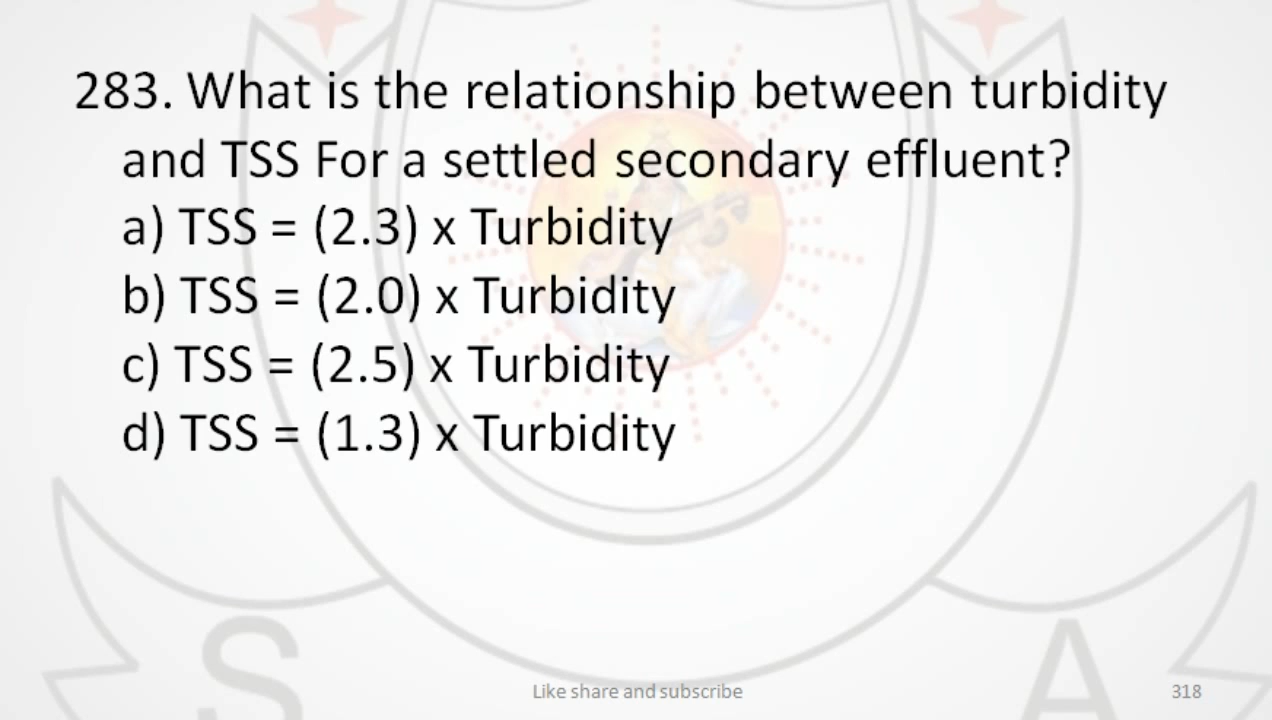 283. What is the relationship between turbidity
and TSS For a settled secondary effluent?
a) TSS = (2.3) x Turbidity
b) TSS = (2.0) x Turbidity
c) TSS = (2.5) x Turbidity
d) TSS = (1.3) x Turbidity
S A
Like share and subscribe 318